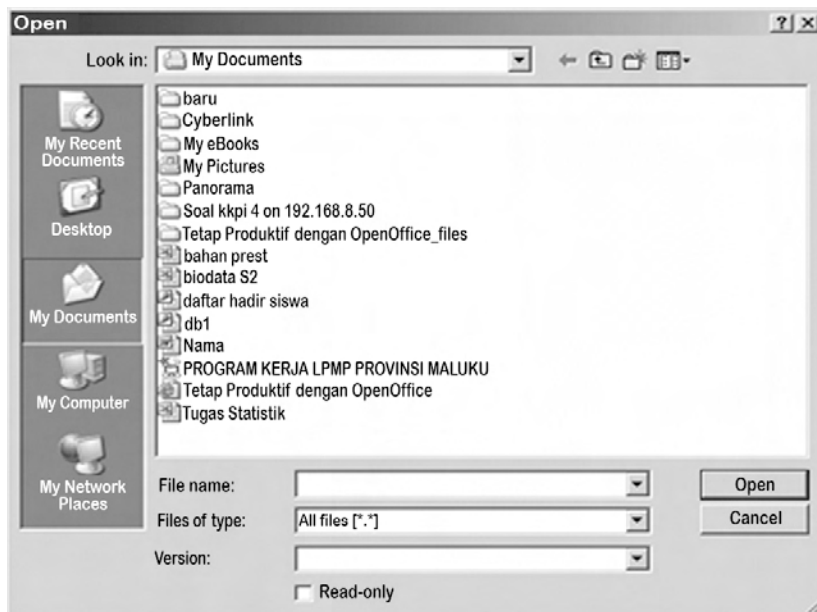 Open
Look in: My Documents
My Recent
Documents
Desktop
My Documents
My Computer
My Network
Places
baru
Cyberlink
My eBooks
My Pictures
Panorama
Soal kkpi 4 on 192.168.8.50
Tetap Produktif dengan OpenOffice_files
bahan prest
biodata S2
daftar hadir siswa
db1
Nama
PROGRAM KERJA LPMP PROVINSI MALUKU
Tetap Produktif dengan OpenOffice
Tugas Statistik
File name:
Open
Files of type: All files [*.*]
Cancel
Version:
Read-only